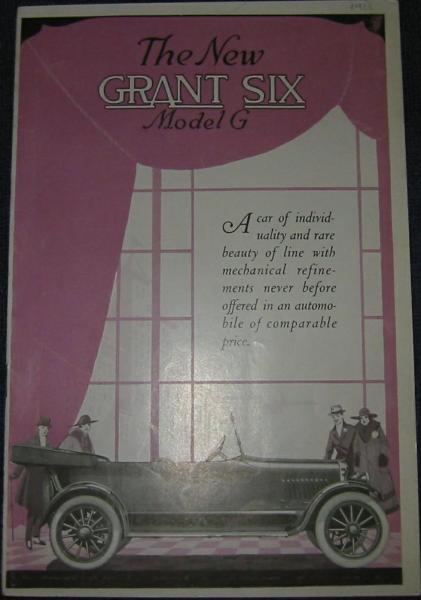 The New
GRANT SIX
Model G
A car of individ-
uality and rare
beauty of line with
mechanical refine-
ments never before
offered in an automo-
bile of comparable
price.